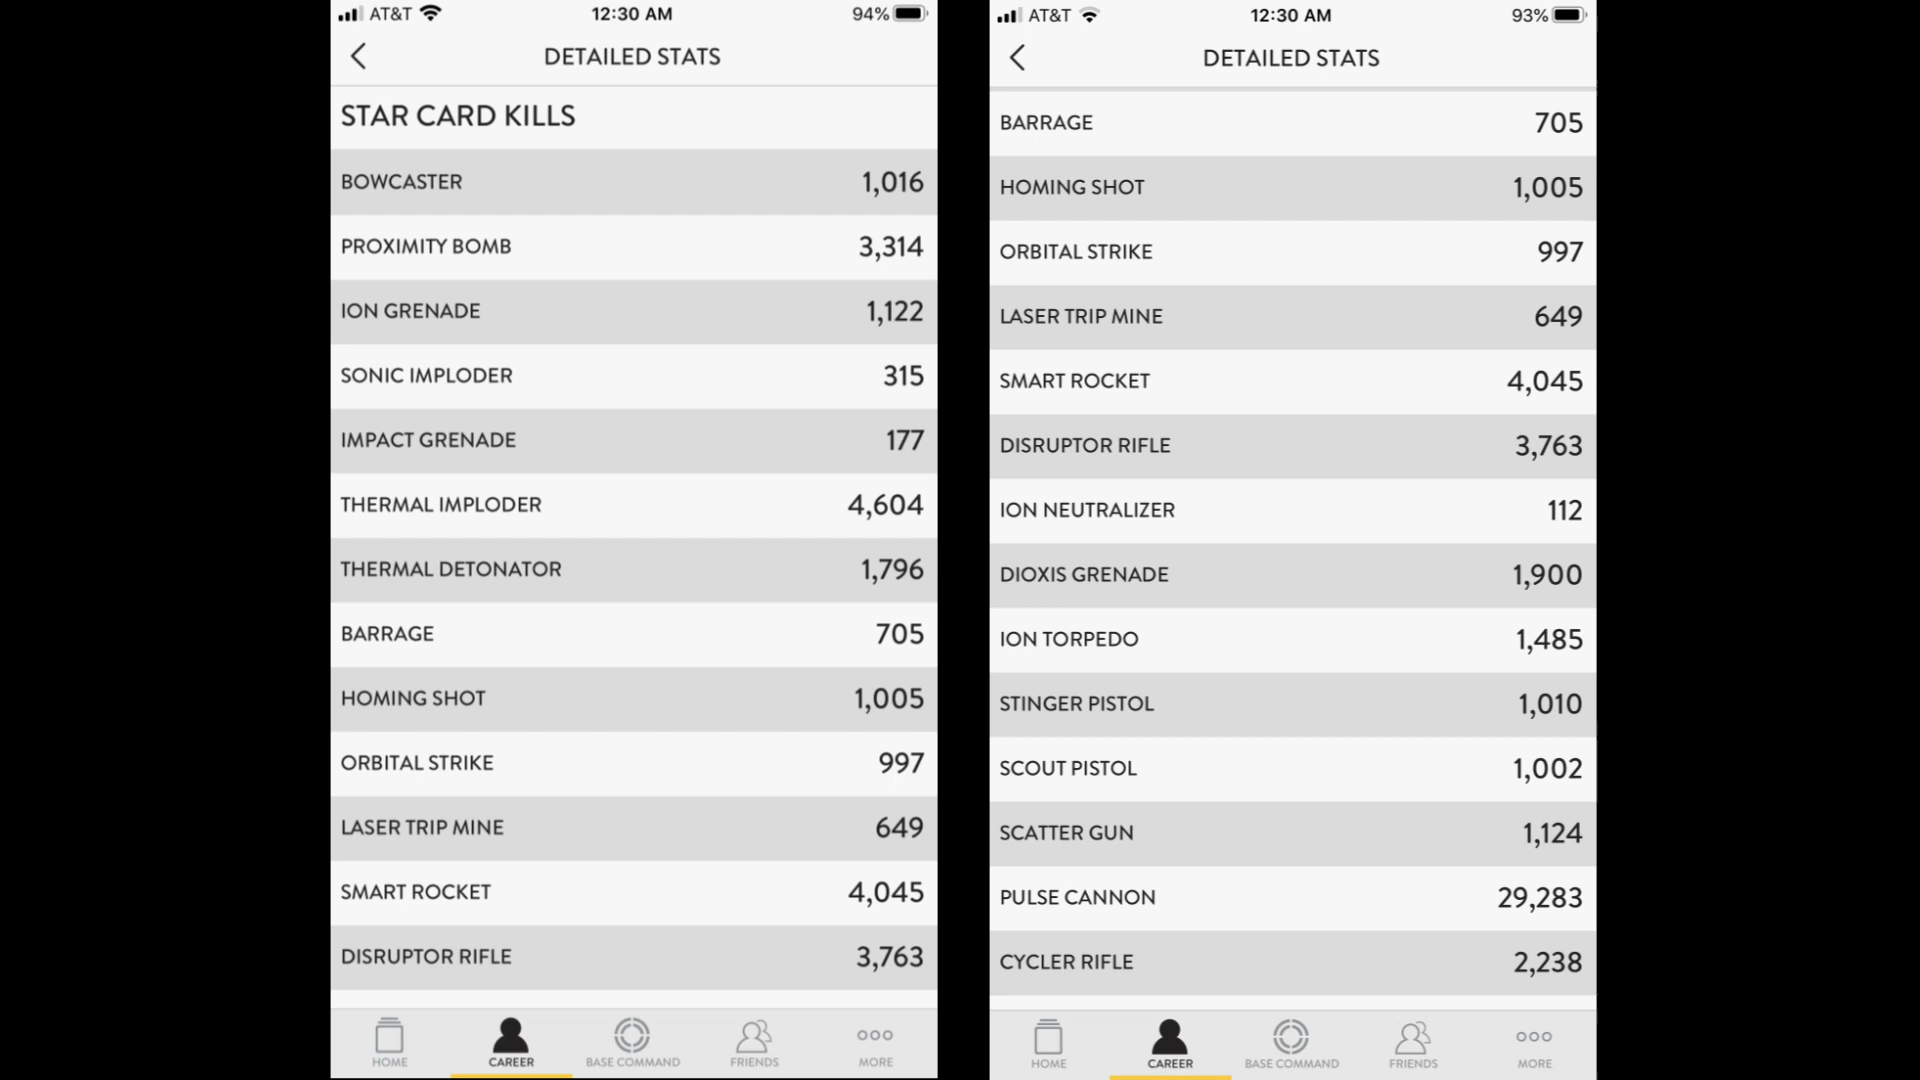 AT&T 12:30 AM 94%
DETAILED STATS
STAR CARD KILLS
BOWCASTER 1,016
PROXIMITY BOMB 3,314
ION GRENADE 1,122
SONIC IMPLODER 315
IMPACT GRENADE 177
THERMAL IMPLODER 4,604
THERMAL DETONATOR 1,796
BARRAGE 705
HOMING SHOT 1,005
ORBITAL STRIKE 997
LASER TRIP MINE 649
SMART ROCKET 4,045
DISRUPTOR RIFLE 3,763
HOME CAREER BASE COMMAND FRIENDS MORE
AT&T 12:30 AM 93%
DETAILED STATS
BARRAGE 705
HOMING SHOT 1,005
ORBITAL STRIKE 997
LASER TRIP MINE 649
SMART ROCKET 4,045
DISRUPTOR RIFLE 3,763
ION NEUTRALIZER 112
DIOXIS GRENADE 1,900
ION TORPEDO 1,485
STINGER PISTOL 1,010
SCOUT PISTOL 1,002
SCATTER GUN 1,124
PULSE CANNON 29,283
CYCLER RIFLE 2,238
HOME CAREER BASE COMMAND FRIENDS MORE